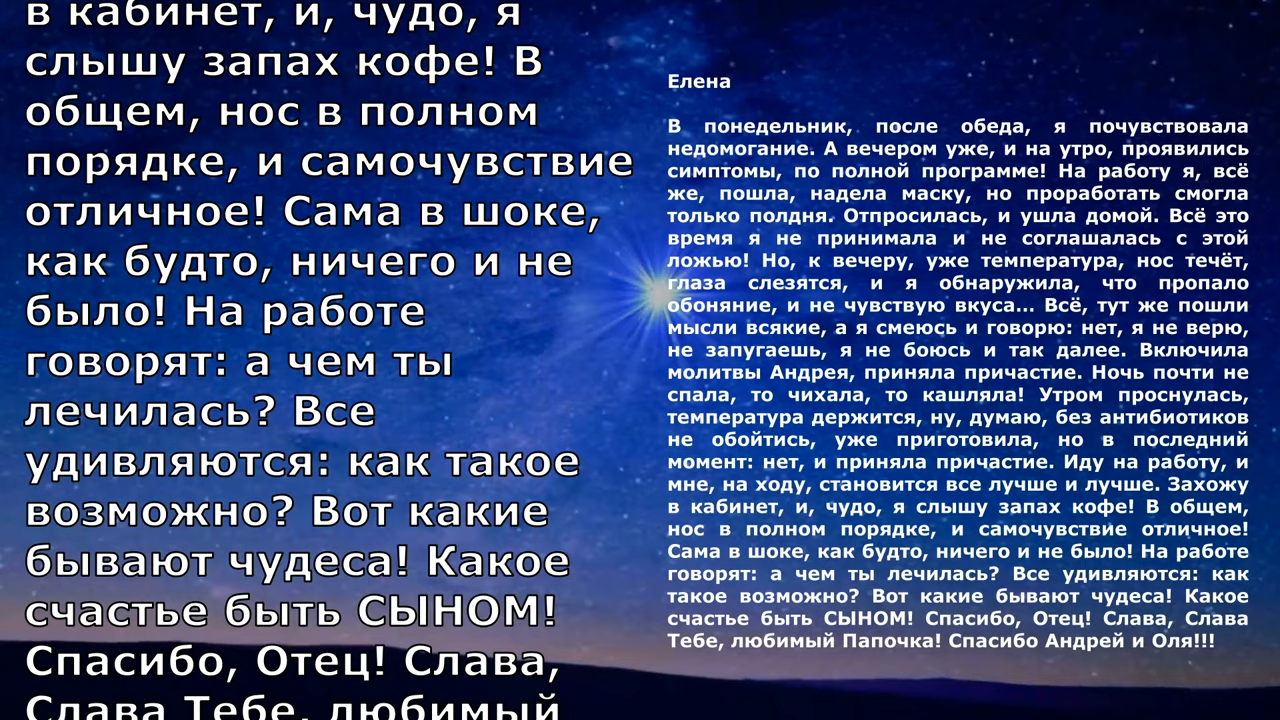 в кабинет, и, чудо, я
слышу запах кофе! В
общем, нос в полном
порядке, и самочувствие
отличное! Сама в шоке,
как будто, ничего и не
было! На работе
говорят: а чем ты
лечилась? Все
удивляются: как такое
возможно? Вот какие
бывают чудеса! Какое
счастье быть СЫНОМ!
Спасибо, Отец! Слава,
Слава Тебе, любимый
Елена
В понедельник, после обеда, я почувствовала
недомогание. А вечером уже, и на утро, проявились
симптомы, по полной программе! На работу я, всё
же, пошла, надела маску, но проработать смогла
только полдня. Отпросилась, и ушла домой. Всё это
время я не принимала и не соглашалась с этой
ложью! Но, к вечеру, уже температура, нос течёт,
глаза слезятся, и я обнаружила, что пропало
обоняние, и не чувствую вкуса... Всё, тут же пошли
мысли всякие, а я смеюсь и говорю: нет, я не верю,
не запугаешь, я не боюсь и так далее. Включила
молитвы Андрея, приняла причастие. Ночь почти не
спала, то чихала, то кашляла! Утром проснулась,
температура держится, ну, думаю, без антибиотиков
не обойтись, уже приготовила, но в последний
момент: нет, и приняла причастие. Иду на работу, и
мне, на ходу, становится все лучше и лучше. Захожу
в кабинет, и, чудо, я слышу запах кофе! В общем,
нос в полном порядке, и самочувствие отличное!
Сама в шоке, как будто, ничего и не было! На работе
говорят: а чем ты лечилась? Все удивляются: как
такое возможно? Вот какие бывают чудеса! Какое
счастье быть СЫНОМ! Спасибо, Отец! Слава, Слава
Тебе, любимый Папочка! Спасибо Андрей и Оля!!!